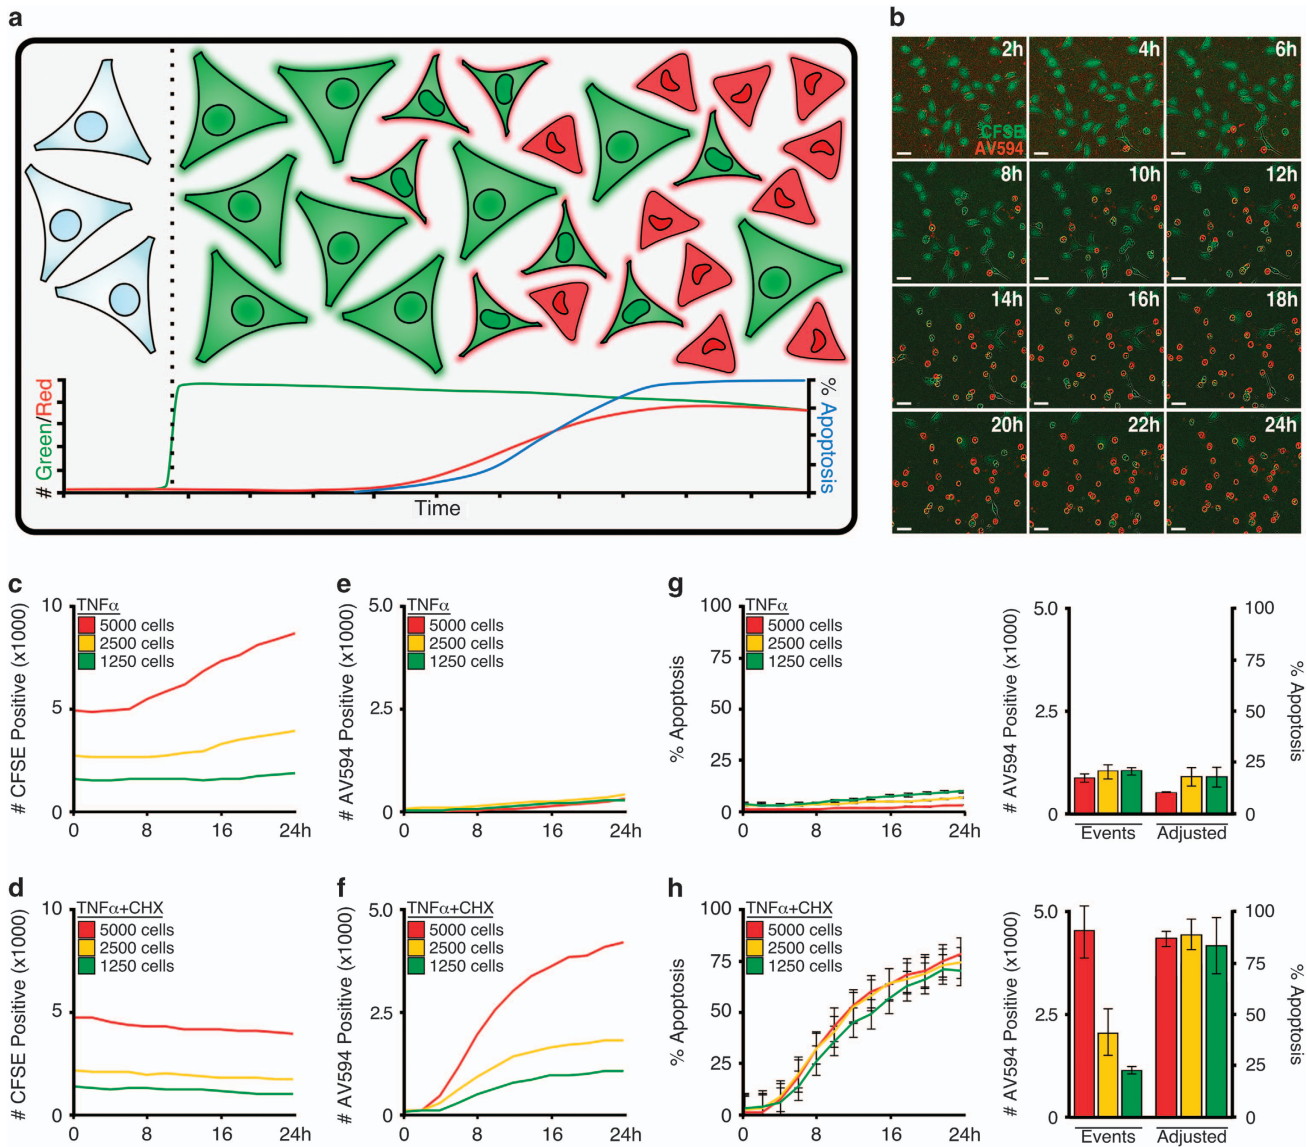 a
# Green/Red
% Apoptosis
Time
b
2h
4h
6h
CFSE
AV594
8h
10h
12h
14h
16h
18h
20h
22h
24h
c
# CFSE Positive (x1000)
10
5
0
TNFα
5000 cells
2500 cells
1250 cells
0 8 16 24h
e
# AV594 Positive (x1000)
5.0
2.5
0
TNFα
5000 cells
2500 cells
1250 cells
0 8 16 24h
g
% Apoptosis
100
75
50
25
0
TNFα
5000 cells
2500 cells
1250 cells
0 8 16 24h
# AV594 Positive (x1000)
5.0
2.5
0
100
75
50
25
0
% Apoptosis
Events Adjusted
d
# CFSE Positive (x1000)
10
5
0
TNFα+CHX
5000 cells
2500 cells
1250 cells
0 8 16 24h
f
# AV594 Positive (x1000)
5.0
2.5
0
TNFα+CHX
5000 cells
2500 cells
1250 cells
0 8 16 24h
h
% Apoptosis
100
75
50
25
0
TNFα+CHX
5000 cells
2500 cells
1250 cells
0 8 16 24h
# AV594 Positive (x1000)
5.0
2.5
0
100
75
50
25
0
% Apoptosis
Events Adjusted